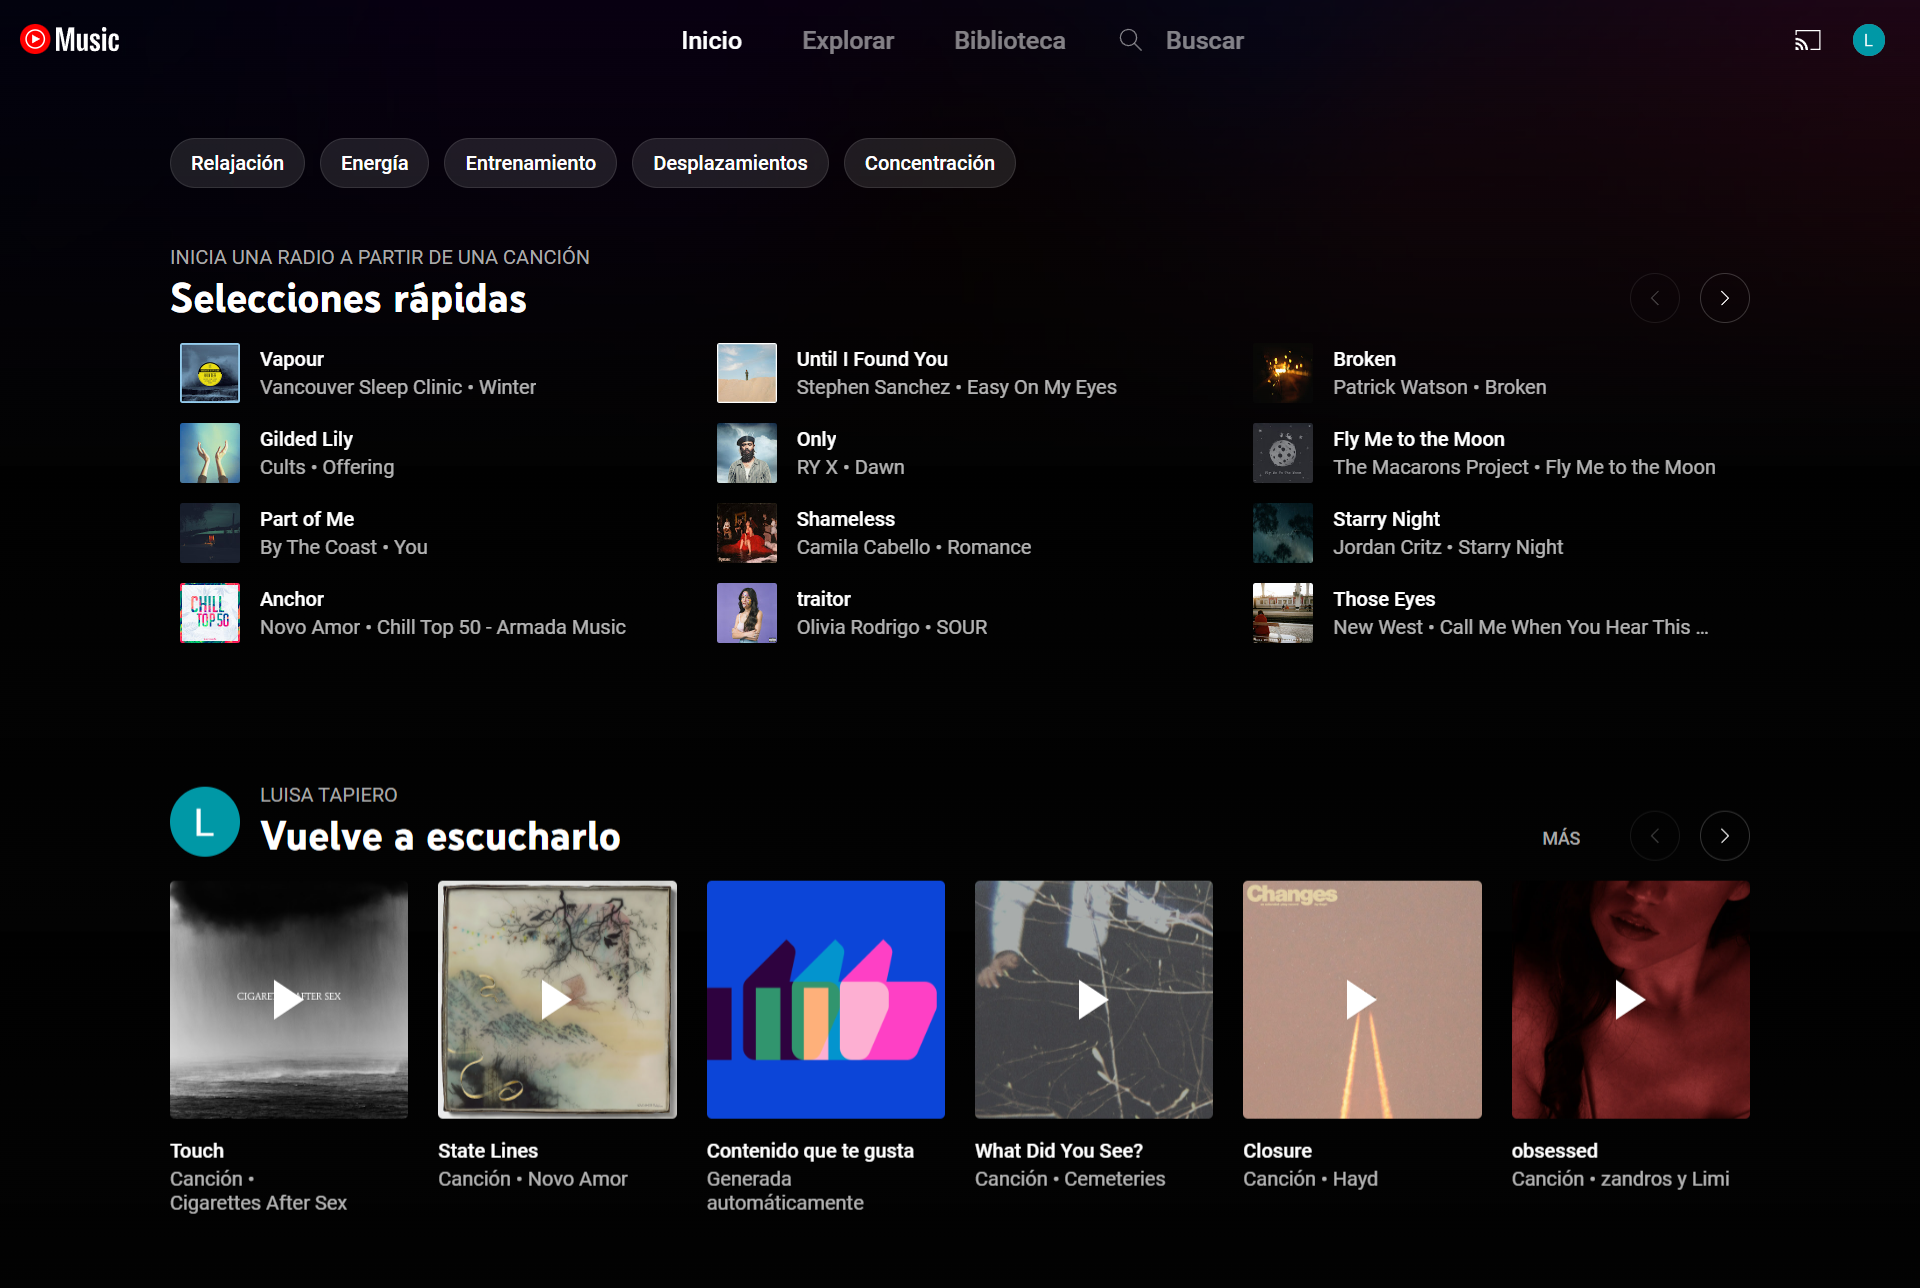 Music
Inicio
Explorar
Biblioteca
Buscar
L
Relajación
Energía
Entrenamiento
Desplazamientos
Concentración
INICIA UNA RADIO A PARTIR DE UNA CANCIÓN
Selecciones rápidas
Vapour
Vancouver Sleep Clinic • Winter
Gilded Lily
Cults • Offering
Part of Me
By The Coast • You
CHILL
TOP 50
Anchor
Novo Amor • Chill Top 50 - Armada Music
Until I Found You
Stephen Sanchez • Easy On My Eyes
Only
RY X • Dawn
Shameless
Camila Cabello • Romance
traitor
Olivia Rodrigo • SOUR
Broken
Patrick Watson • Broken
Fly Me to the Moon
The Macarons Project • Fly Me to the Moon
Starry Night
Jordan Critz • Starry Night
Those Eyes
New West • Call Me When You Hear This ...
L
LUISA TAPIERO
Vuelve a escucharlo
MÁS
Changes
Touch
Canción •
Cigarettes After Sex
State Lines
Canción • Novo Amor
Contenido que te gusta
Generada
automáticamente
What Did You See?
Canción • Cemeteries
Closure
Canción • Hayd
obsessed
Canción • zandros y Limi